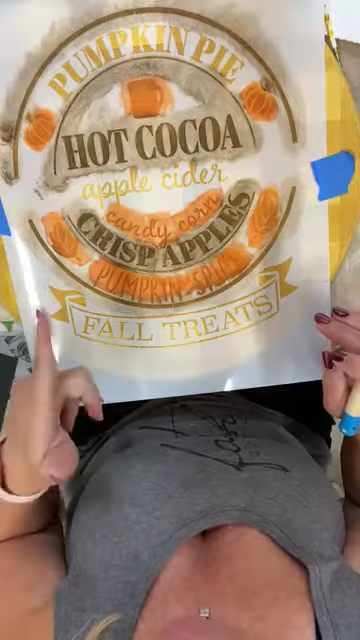 PUMPKIN PIE
HOT COCOA
apple cider
candy corn
CRISP APPLES
PUMPKIN SPICE
FALL TREATS